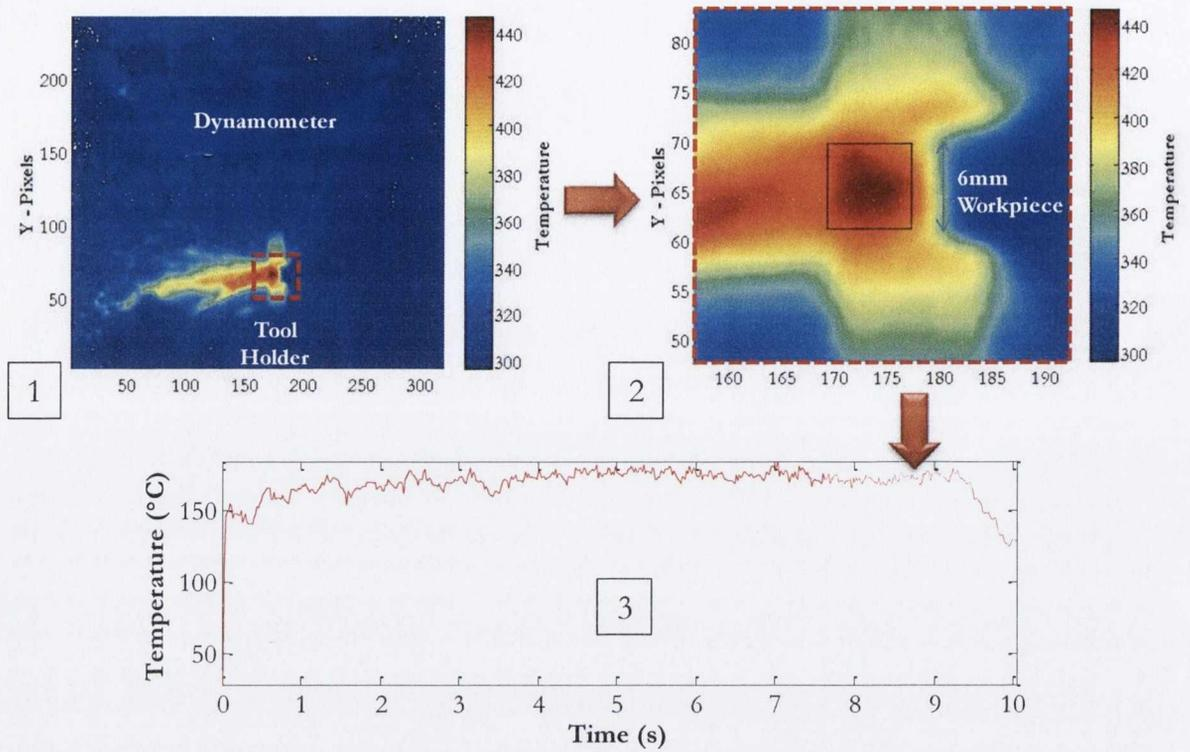 200
150
100
50
Y - Pixels
Dynamometer
Tool
Holder
50 100 150 200 250 300
440
420
400
380
360
340
320
300
Temperature
1
80
75
70
65
60
55
50
Y - Pixels
6mm
Workpiece
160 165 170 175 180 185 190
440
420
400
380
360
340
320
300
Temperature
2
150
100
50
Temperature (°C)
3
0 1 2 3 4 5 6 7 8 9 10
Time (s)